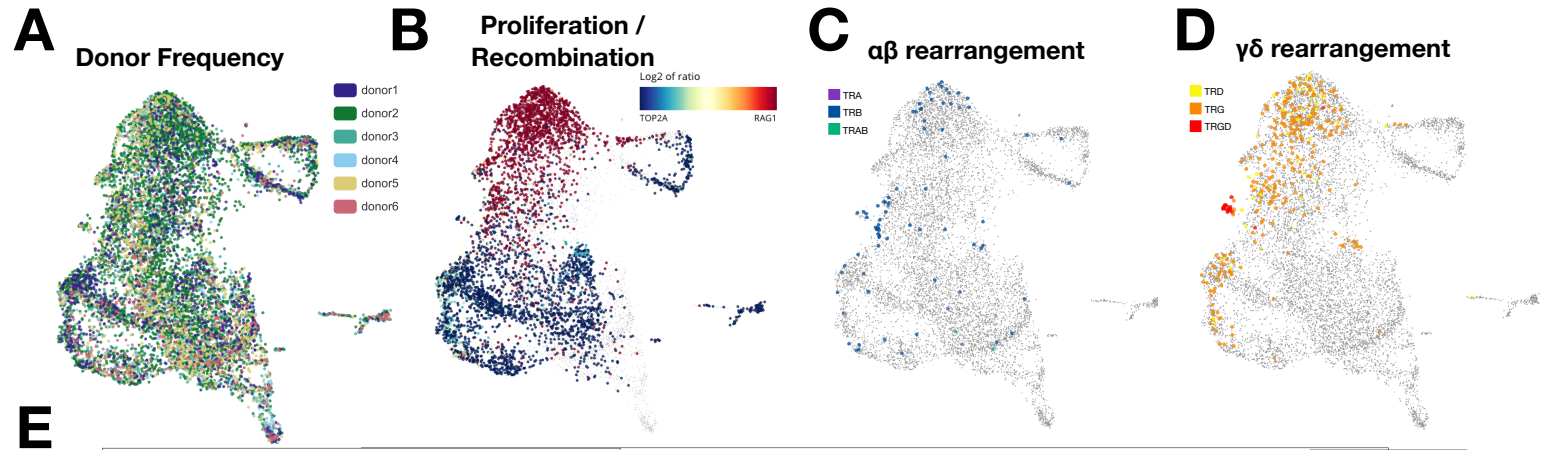 A
Donor Frequency
donor1
donor2
donor3
donor4
donor5
donor6
B
Proliferation /
Recombination
Log2 of ratio
TOP2A RAG1
C
αβ rearrangement
TRA
TRB
TRAB
D
γδ rearrangement
TRD
TRG
TRGD
E